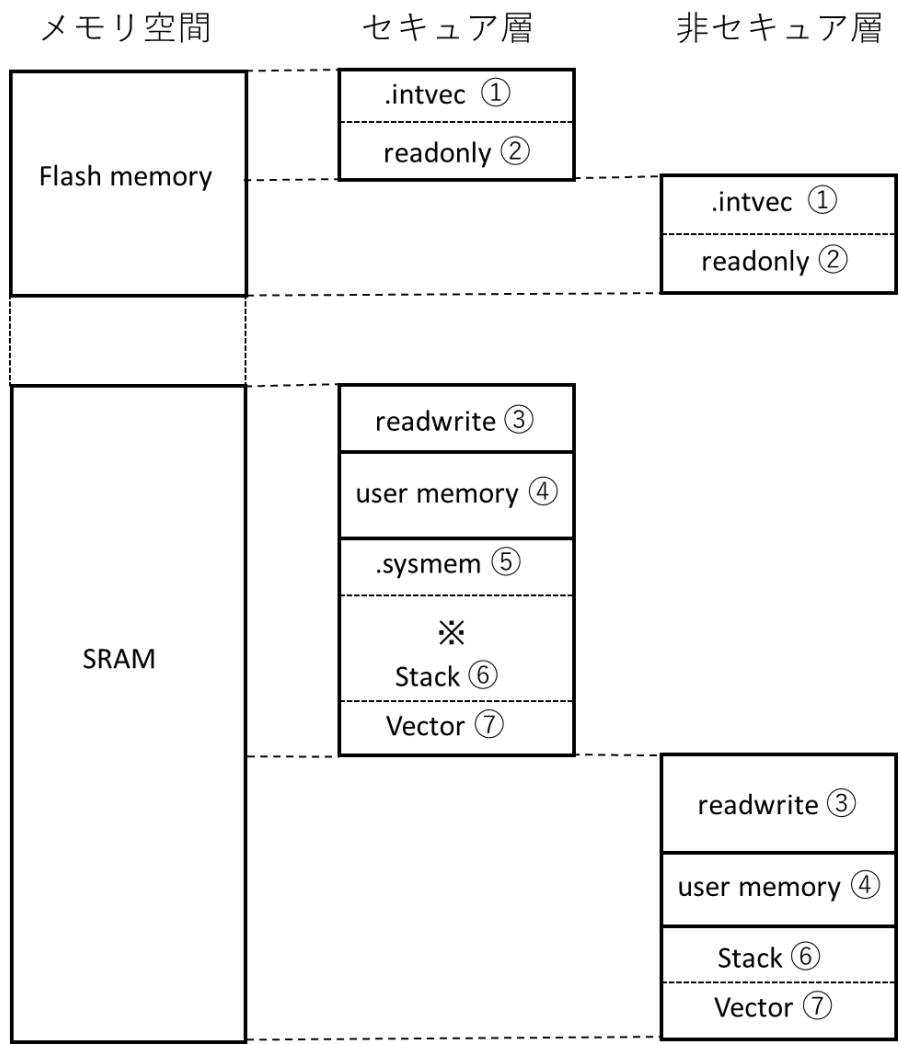 メモリ空間
セキュア層
非セキュア層
Flash memory
.intvec ①
readonly ②
.intvec ①
readonly ②
SRAM
readwrite ③
user memory ④
.sysmem ⑤
※
Stack ⑥
Vector ⑦
readwrite ③
user memory ④
Stack ⑥
Vector ⑦